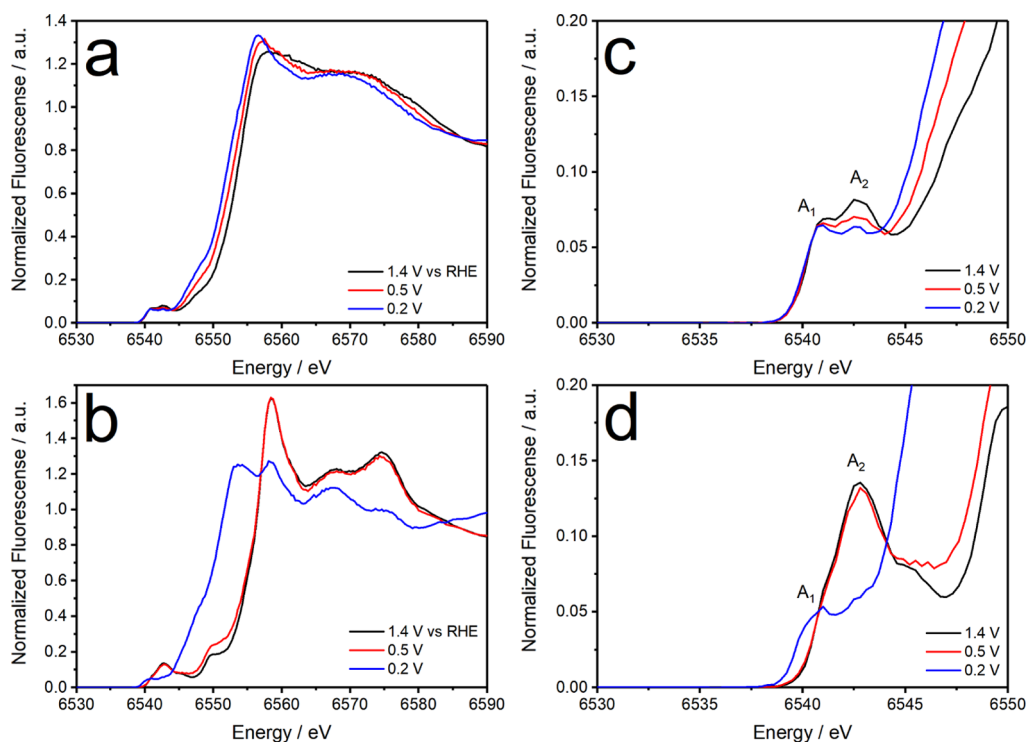 a
1.4
1.2
1.0
0.8
0.6
0.4
0.2
0.0
Normalized Fluorescense / a.u.
1.4 V vs RHE
0.5 V
0.2 V
6530 6540 6550 6560 6570 6580 6590
Energy / eV
c
0.20
0.15
0.10
0.05
0.00
Normalized Fluorescense / a.u.
A1
A2
1.4 V
0.5 V
0.2 V
6530 6535 6540 6545 6550
Energy / eV
b
1.6
1.4
1.2
1.0
0.8
0.6
0.4
0.2
0.0
Normalized Fluorescense / a.u.
1.4 V vs RHE
0.5 V
0.2 V
6530 6540 6550 6560 6570 6580 6590
Energy / eV
d
0.20
0.15
0.10
0.05
0.00
Normalized Fluorescense / a.u.
A1
A2
1.4 V
0.5 V
0.2 V
6530 6535 6540 6545 6550
Energy / eV